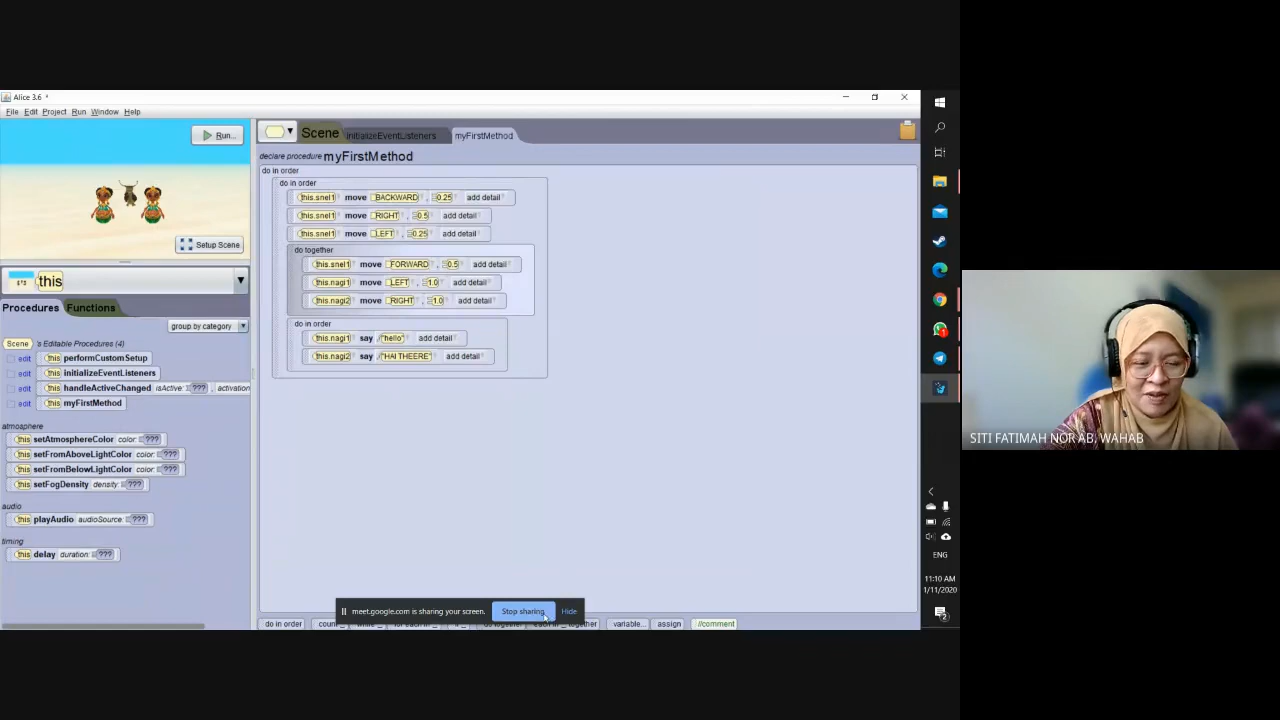 Alice 3.6 *
File Edit Project Run Window Help
Run...
Setup Scene
this
Procedures Functions
group by category
Scene 's Editable Procedures (4)
edit this performCustomSetup
edit this initializeEventListeners
edit this handleActiveChanged isActive: ??? , activation
edit this myFirstMethod
atmosphere
this setAtmosphereColor color: ???
this setFromAboveLightColor color: ???
this setFromBelowLightColor color: ???
this setFogDensity density: ???
audio
this playAudio audioSource: ???
timing
this delay duration: ???
Scene initializeEventListeners myFirstMethod
declare procedure myFirstMethod
do in order
do in order
this.snel1 move BACKWARD , 0.25 add detail
this.snel1 move RIGHT , 0.5 add detail
this.snel1 move LEFT , 0.25 add detail
do together
this.snel1 move FORWARD , 0.5 add detail
this.nagi1 move LEFT , 1.0 add detail
this.nagi2 move RIGHT , 1.0 add detail
do in order
this.nagi1 say "hello" add detail
this.nagi2 say "HAI THEERE" add detail
meet.google.com is sharing your screen. Stop sharing Hide
do in order count _ variable... assign //comment
ENG
11:10 AM
1/11/2020
2
SITI FATIMAH NOR AB, WAHAB